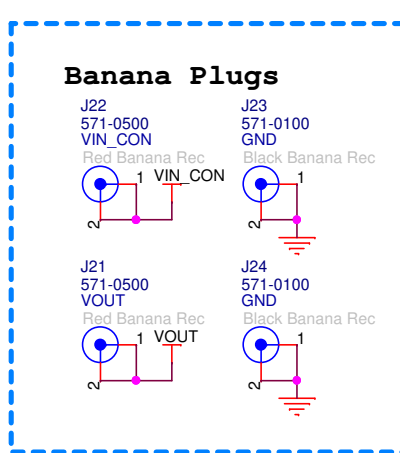 Banana Plugs
J22
571-0500
VIN_CON
Red Banana Rec
1 VIN_CON
2
J23
571-0100
GND
Black Banana Rec
1
2
J21
571-0500
VOUT
Red Banana Rec
1 VOUT
2
J24
571-0100
GND
Black Banana Rec
1
2